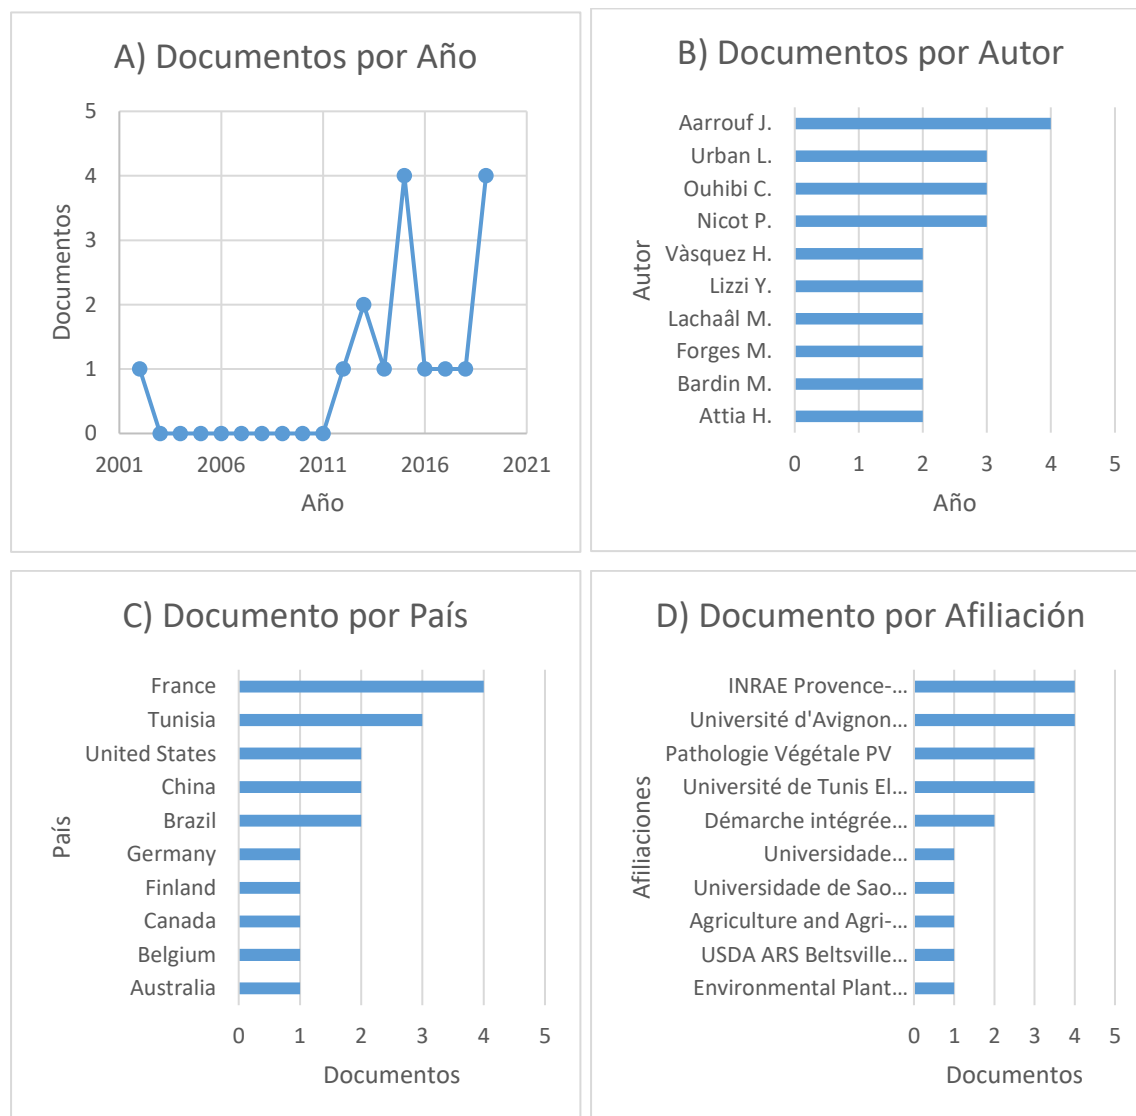 A) Documentos por Año
5
4
3
2
1
0
Documentos
2001 2006 2011 2016 2021
Año
B) Documentos por Autor
Autor
Aarrouf J.
Urban L.
Ouhibi C.
Nicot P.
Vàsquez H.
Lizzi Y.
Lachaâl M.
Forges M.
Bardin M.
Attia H.
0 1 2 3 4 5
Año
C) Documento por País
País
France
Tunisia
United States
China
Brazil
Germany
Finland
Canada
Belgium
Australia
0 1 2 3 4 5
Documentos
D) Documento por Afiliación
Afiliaciones
INRAE Provence-...
Université d'Avignon...
Pathologie Végétale PV
Université de Tunis El...
Démarche intégrée...
Universidade...
Universidade de Sao...
Agriculture and Agri-...
USDA ARS Beltsville...
Environmental Plant...
0 1 2 3 4 5
Documentos